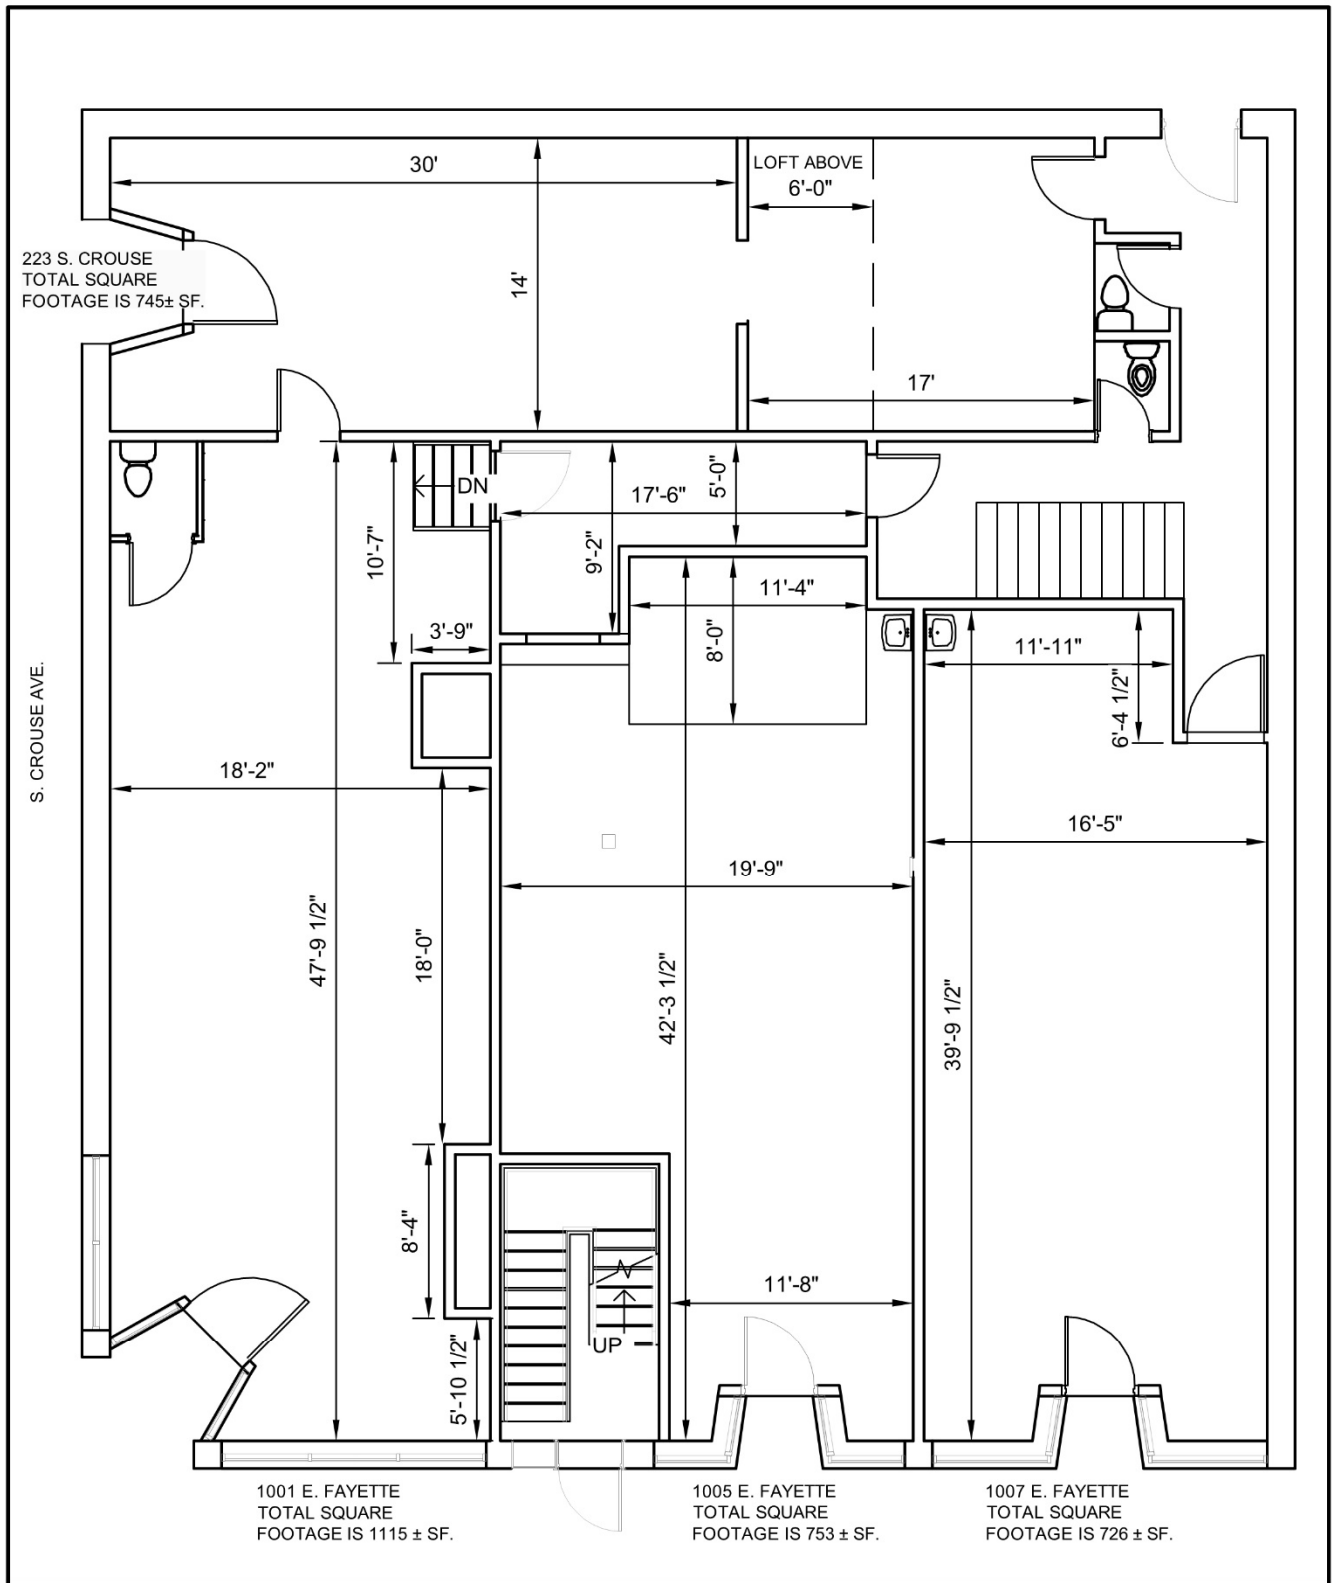 30'
LOFT ABOVE
6'-0"
223 S. CROUSE
TOTAL SQUARE
FOOTAGE IS 745± SF.
14'
17'
DN
17'-6"
5'-0"
10'-7"
9'-2"
11'-4"
3'-9"
8'-0"
11'-11"
6'-4 1/2"
S. CROUSE AVE.
18'-2"
16'-5"
19'-9"
47'-9 1/2"
18'-0"
42'-3 1/2"
39'-9 1/2"
8'-4"
11'-8"
UP
5'-10 1/2"
1001 E. FAYETTE
TOTAL SQUARE
FOOTAGE IS 1115 ± SF.
1005 E. FAYETTE
TOTAL SQUARE
FOOTAGE IS 753 ± SF.
1007 E. FAYETTE
TOTAL SQUARE
FOOTAGE IS 726 ± SF.